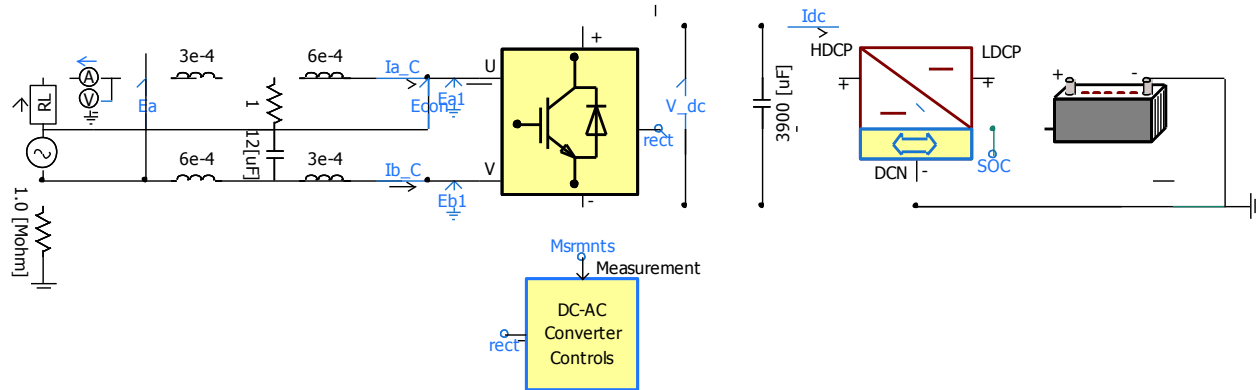 Idc
3e-4
6e-4
HDCP
LDCP
+
U
Ia_C
A
V
RL
Ea
Econ
Ea1
1
V_dc
+
+
+
-
3900 [uF]
-
rect
12[uF]
6e-4
3e-4
V
Ib_C
Eb1
-
DCN
-
SOC
1.0 [Mohm]
Msrmnts
Measurement
DC-AC
Converter
Controls
rect